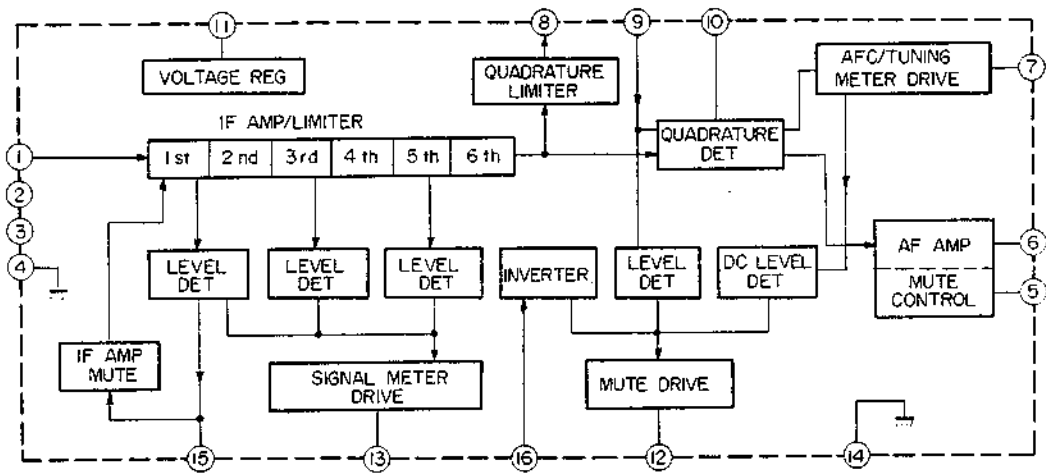 11
8
9
10
VOLTAGE REG
QUADRATURE
LIMITER
AFC/TUNING
METER DRIVE
7
IF AMP/LIMITER
QUADRATURE
DET
1
1st 2nd 3rd 4th 5th 6th
2
3
4
LEVEL
DET
LEVEL
DET
LEVEL
DET
INVERTER
LEVEL
DET
DC LEVEL
DET
AF AMP
MUTE
CONTROL
6
5
IF AMP
MUTE
SIGNAL METER
DRIVE
MUTE DRIVE
15
13
16
12
14